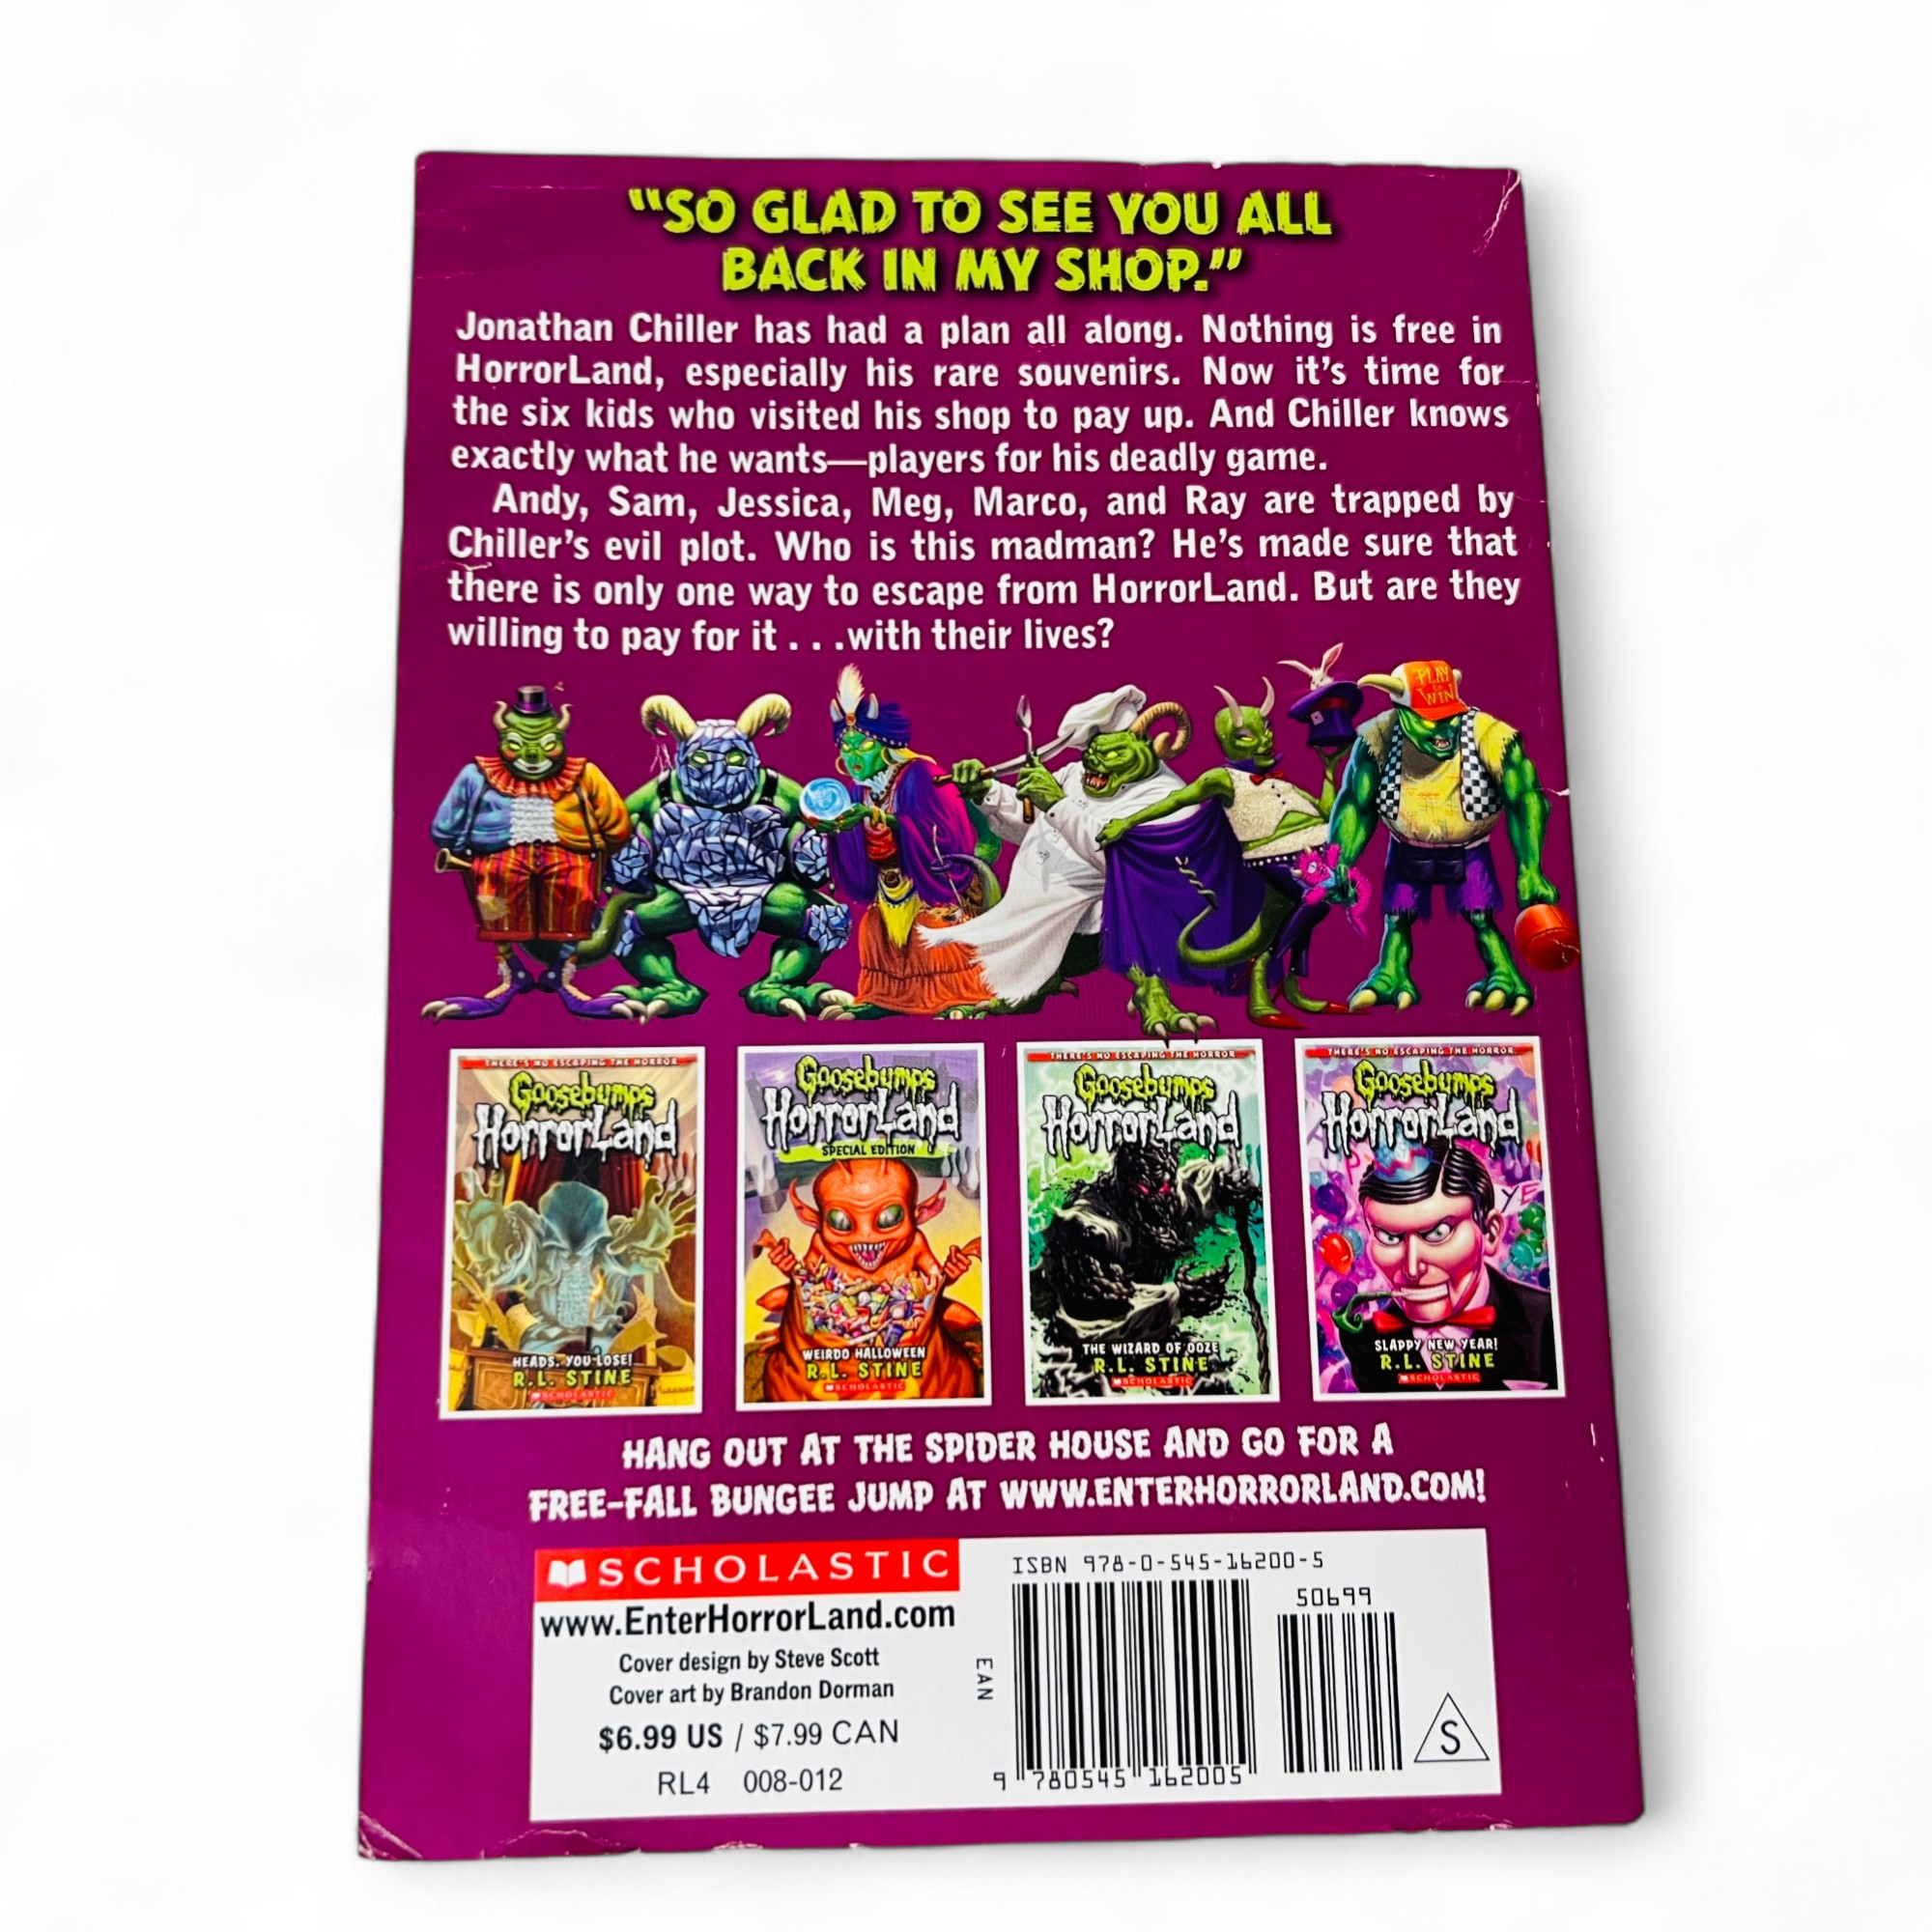 “SO GLAD TO SEE YOU ALL
BACK IN MY SHOP.”
Jonathan Chiller has had a plan all along. Nothing is free in
HorrorLand, especially his rare souvenirs. Now it’s time for
the six kids who visited his shop to pay up. And Chiller knows
exactly what he wants—players for his deadly game.
Andy, Sam, Jessica, Meg, Marco, and Ray are trapped by
Chiller’s evil plot. Who is this madman? He’s made sure that
there is only one way to escape from HorrorLand. But are they
willing to pay for it . . .with their lives?
PLAY
TO
WIN
THERE'S NO ESCAPING THE HORROR
Goosebumps
HorrorLand
HEADS, YOU LOSE!
R.L. STINE
SCHOLASTIC
Goosebumps
HorrorLand
SPECIAL EDITION
WEIRDO HALLOWEEN
R.L. STINE
SCHOLASTIC
THERE'S NO ESCAPING THE HORROR
Goosebumps
HorrorLand
THE WIZARD OF OOZE
R.L. STINE
SCHOLASTIC
THERE'S NO ESCAPING THE HORROR
Goosebumps
HorrorLand
YE
SLAPPY NEW YEAR!
R.L. STINE
SCHOLASTIC
HANG OUT AT THE SPIDER HOUSE AND GO FOR A
FREE-FALL BUNGEE JUMP AT WWW.ENTERHORRORLAND.COM!
SCHOLASTIC
www.EnterHorrorLand.com
Cover design by Steve Scott
Cover art by Brandon Dorman
$6.99 US / $7.99 CAN
RL4 008-012
ISBN 978-0-545-16200-5
50699
EAN
9 780545 162005
S